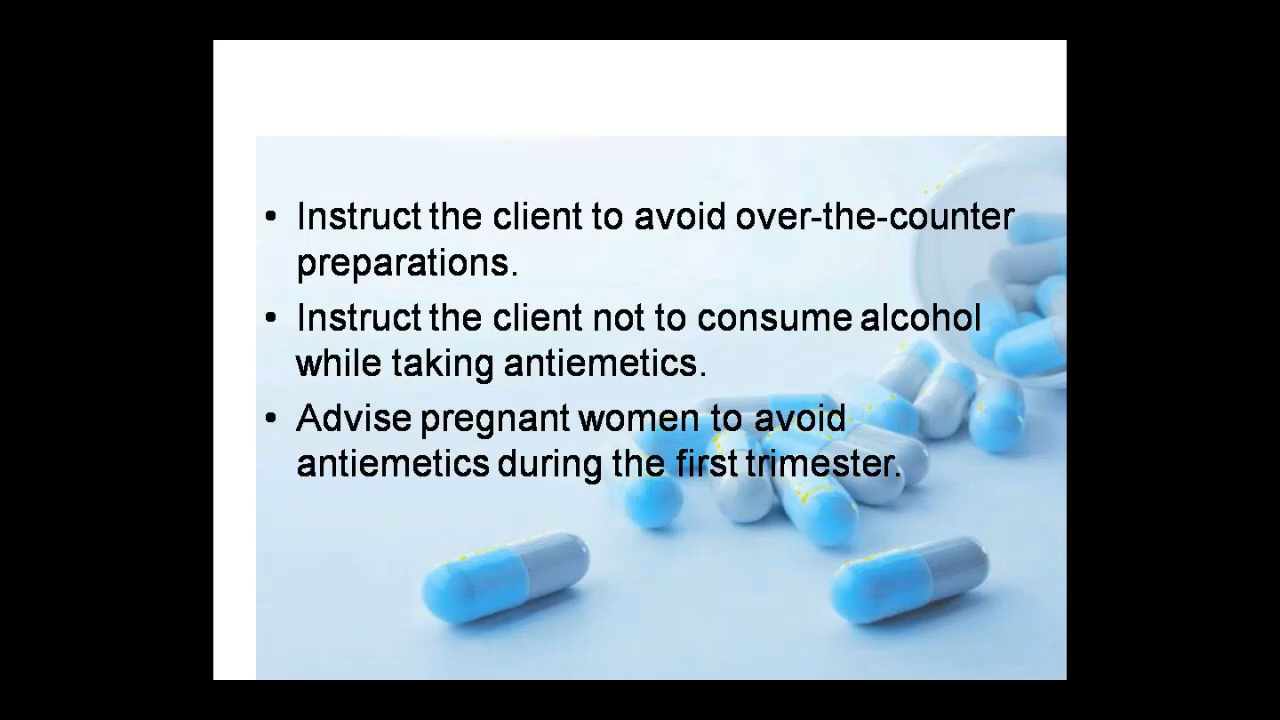 • Instruct the client to avoid over-the-counter
preparations.
• Instruct the client not to consume alcohol
while taking antiemetics.
• Advise pregnant women to avoid
antiemetics during the first trimester.